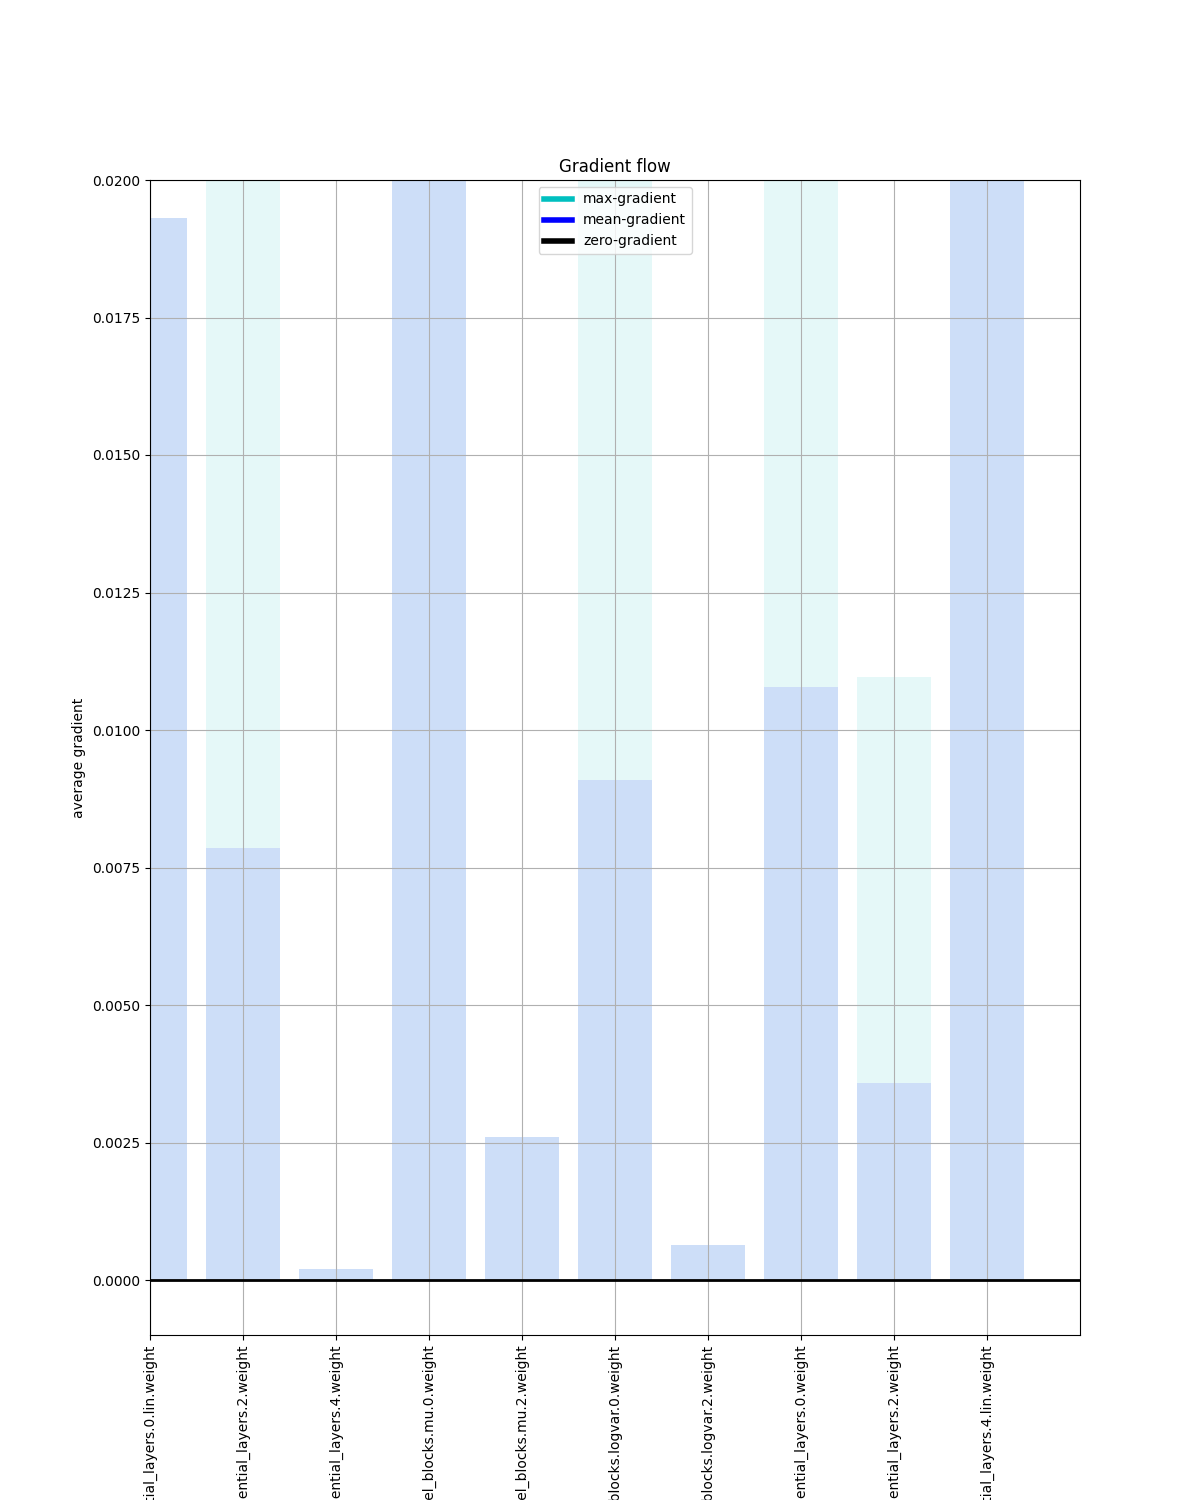 Gradient flow
max-gradient
mean-gradient
zero-gradient
0.0200
0.0175
0.0150
0.0125
0.0100
0.0075
0.0050
0.0025
0.0000
average gradient
tial_layers.0.lin.weight
ential_layers.2.weight
ential_layers.4.weight
el_blocks.mu.0.weight
el_blocks.mu.2.weight
blocks.logvar.0.weight
blocks.logvar.2.weight
ential_layers.0.weight
ential_layers.2.weight
tial_layers.4.lin.weight